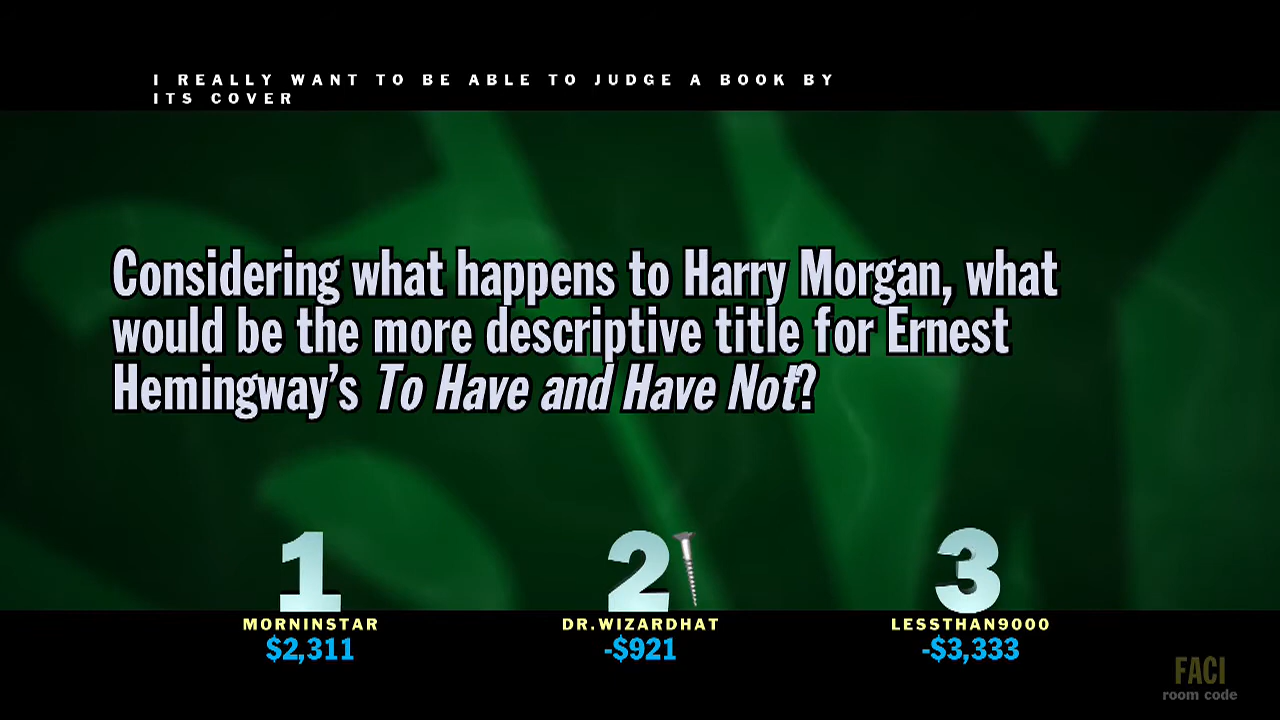 I REALLY WANT TO BE ABLE TO JUDGE A BOOK BY
ITS COVER
Considering what happens to Harry Morgan, what
would be the more descriptive title for Ernest
Hemingway’s To Have and Have Not?
1
2
3
MORNINSTAR
DR.WIZARDHAT
LESSTHAN9000
$2,311
-$921
-$3,333
FACI
room code